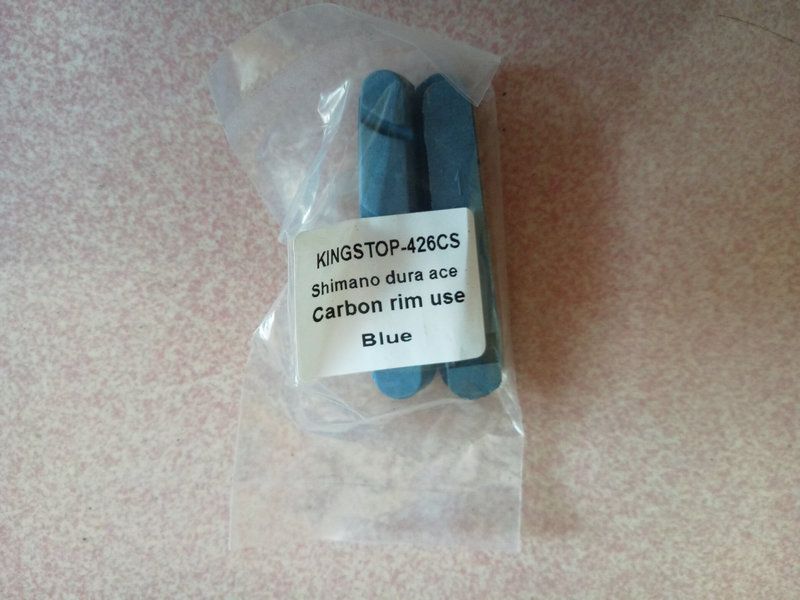 KINGSTOP-426CS
Shimano dura ace
Carbon rim use
Blue